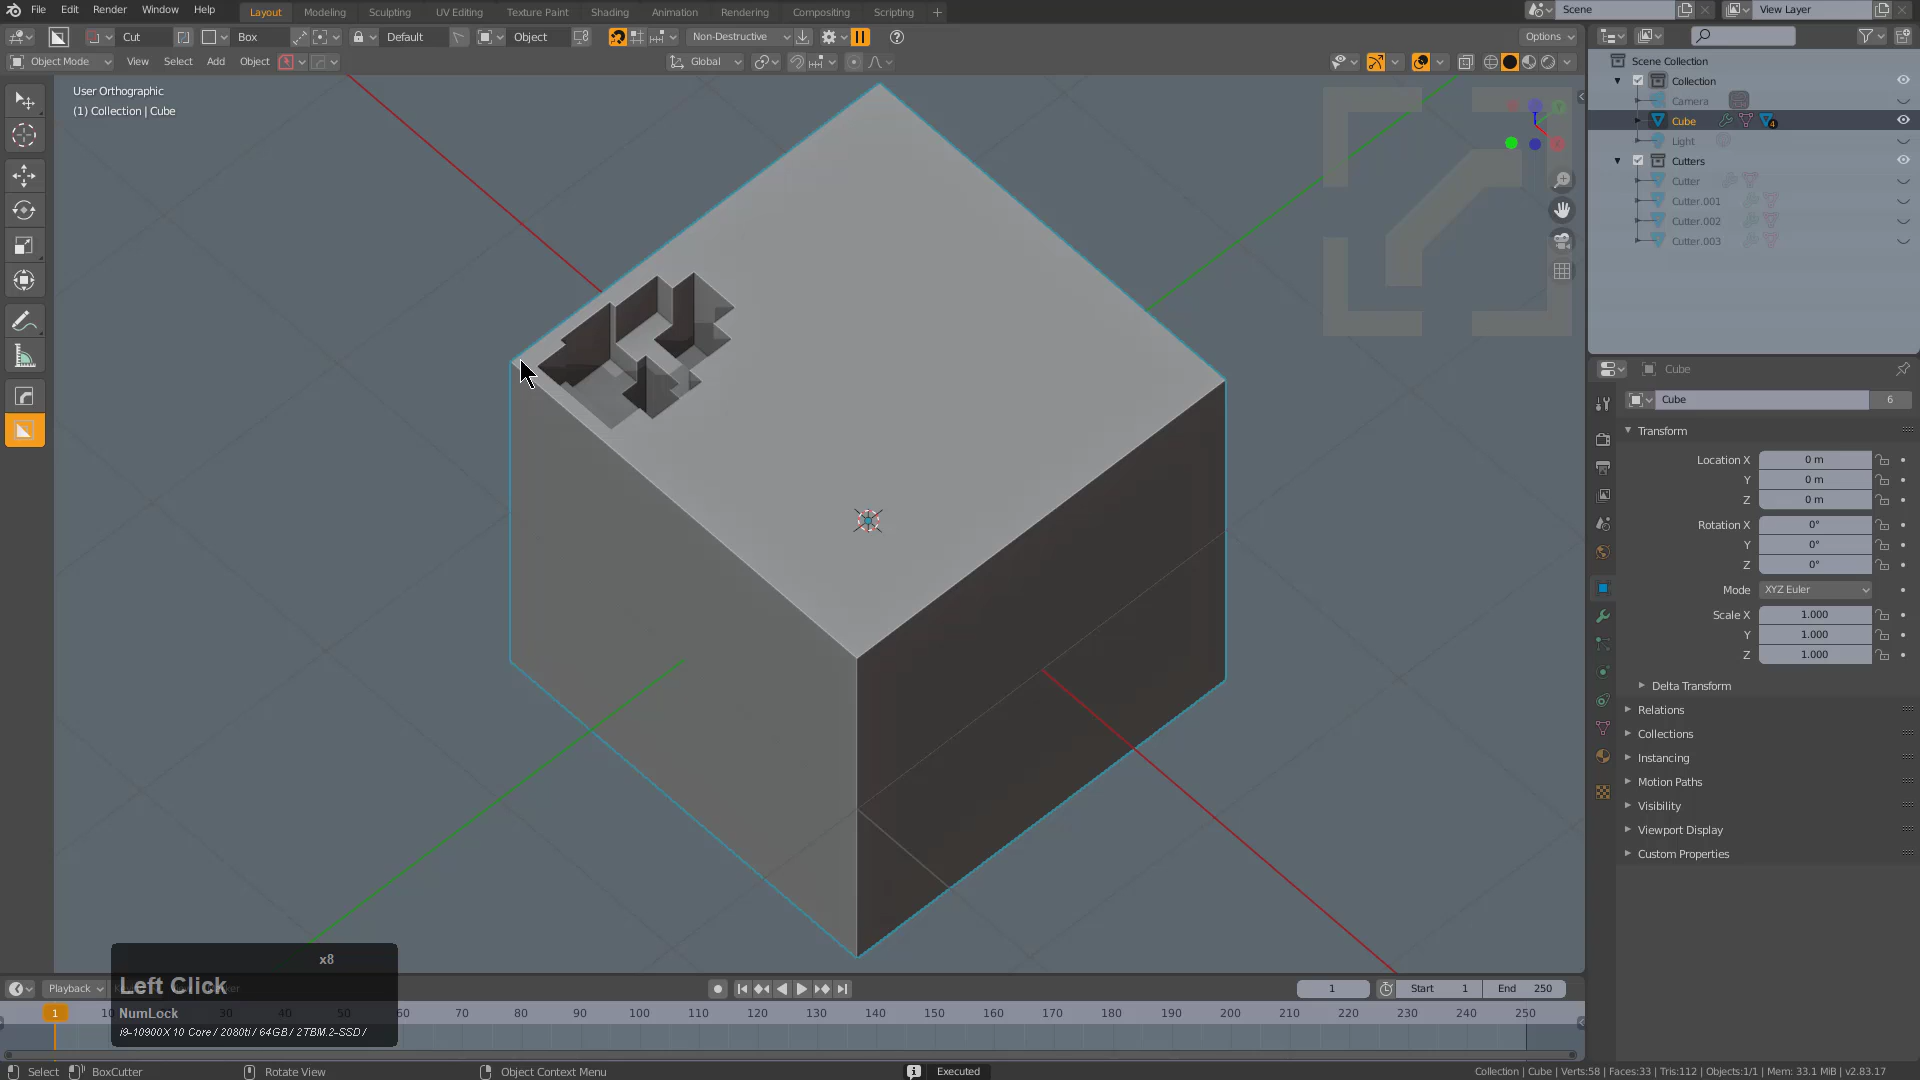 File Edit Render Window Help Layout Modeling Sculpting UV Editing Texture Paint Shading Animation Rendering Compositing Scripting + Scene View Layer
Cut Box Default Object Non-Destructive Options
Object Mode View Select Add Object Global
User Orthographic
(1) Collection | Cube
Scene Collection
Collection
Camera
Cube 4
Light
Cutters
Cutter
Cutter.001
Cutter.002
Cutter.003
Cube
Cube 6
Transform
Location X 0 m
Y 0 m
Z 0 m
Rotation X 0°
Y 0°
Z 0°
Mode XYZ Euler
Scale X 1.000
Y 1.000
Z 1.000
Delta Transform
Relations
Collections
Instancing
Motion Paths
Visibility
Viewport Display
Custom Properties
x8
Left Click
NumLock
i9-10900X 10 Core / 2080ti / 64GB / 2TBM.2-SSD /
Playback 1 Start 1 End 250
1 10 20 30 40 50 60 70 80 90 100 110 120 130 140 150 160 170 180 190 200 210 220 230 240 250
Select BoxCutter Rotate View Object Context Menu Executed Collection | Cube | Verts:58 | Faces:33 | Tris:112 | Objects:1/1 | Mem: 33.1 MiB | v2.83.17